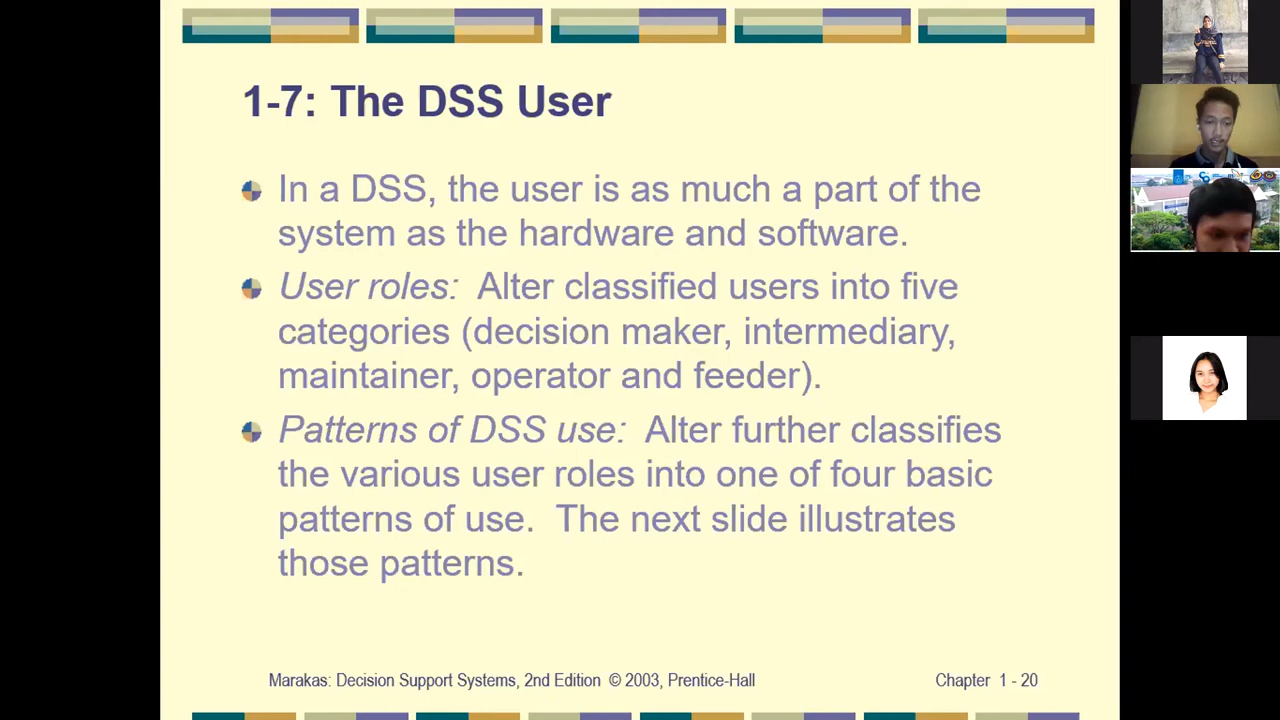 1-7: The DSS User
In a DSS, the user is as much a part of the
system as the hardware and software.
User roles: Alter classified users into five
categories (decision maker, intermediary,
maintainer, operator and feeder).
Patterns of DSS use: Alter further classifies
the various user roles into one of four basic
patterns of use. The next slide illustrates
those patterns.
Marakas: Decision Support Systems, 2nd Edition © 2003, Prentice-Hall
Chapter 1 - 20